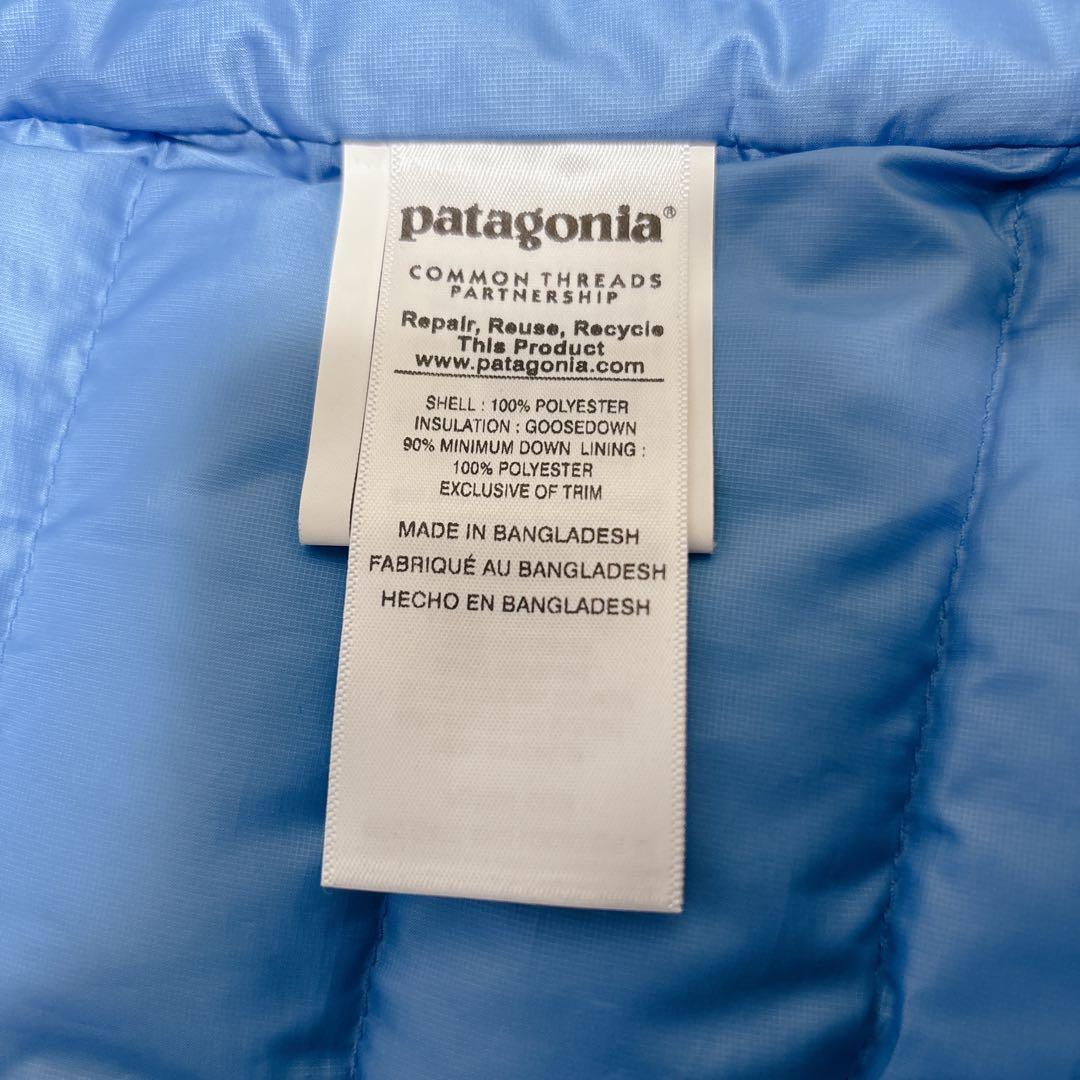 patagonia®
COMMON THREADS
PARTNERSHIP
Repair, Reuse, Recycle
This Product
www.patagonia.com
SHELL : 100% POLYESTER
INSULATION : GOOSEDOWN
90% MINIMUM DOWN LINING :
100% POLYESTER
EXCLUSIVE OF TRIM
MADE IN BANGLADESH
FABRIQUÉ AU BANGLADESH
HECHO EN BANGLADESH